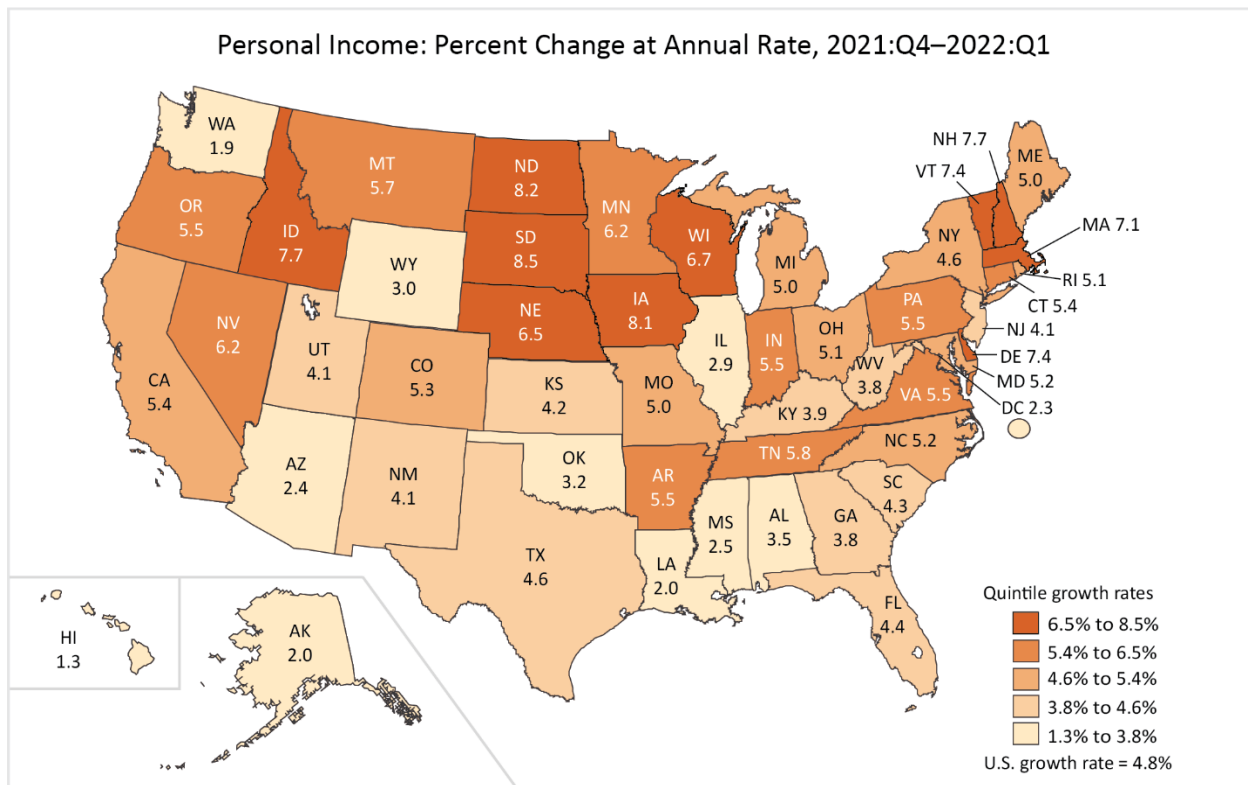 Personal Income: Percent Change at Annual Rate, 2021:Q4–2022:Q1
WA
1.9
MT
5.7
ND
8.2
MN
6.2
OR
5.5
ID
7.7
SD
8.5
WI
6.7
MI
5.0
NH 7.7
VT 7.4
ME
5.0
MA 7.1
NY
4.6
RI 5.1
CT 5.4
WY
3.0
NE
6.5
IA
8.1
PA
5.5
NJ 4.1
NV
6.2
UT
4.1
CO
5.3
KS
4.2
MO
5.0
IL
2.9
IN
5.5
OH
5.1
WV
3.8
DE 7.4
MD 5.2
DC 2.3
CA
5.4
KY 3.9
VA 5.5
AZ
2.4
NM
4.1
OK
3.2
AR
5.5
TN 5.8
NC 5.2
SC
4.3
TX
4.6
LA
2.0
MS
2.5
AL
3.5
GA
3.8
FL
4.4
HI
1.3
AK
2.0
Quintile growth rates
6.5% to 8.5%
5.4% to 6.5%
4.6% to 5.4%
3.8% to 4.6%
1.3% to 3.8%
U.S. growth rate = 4.8%